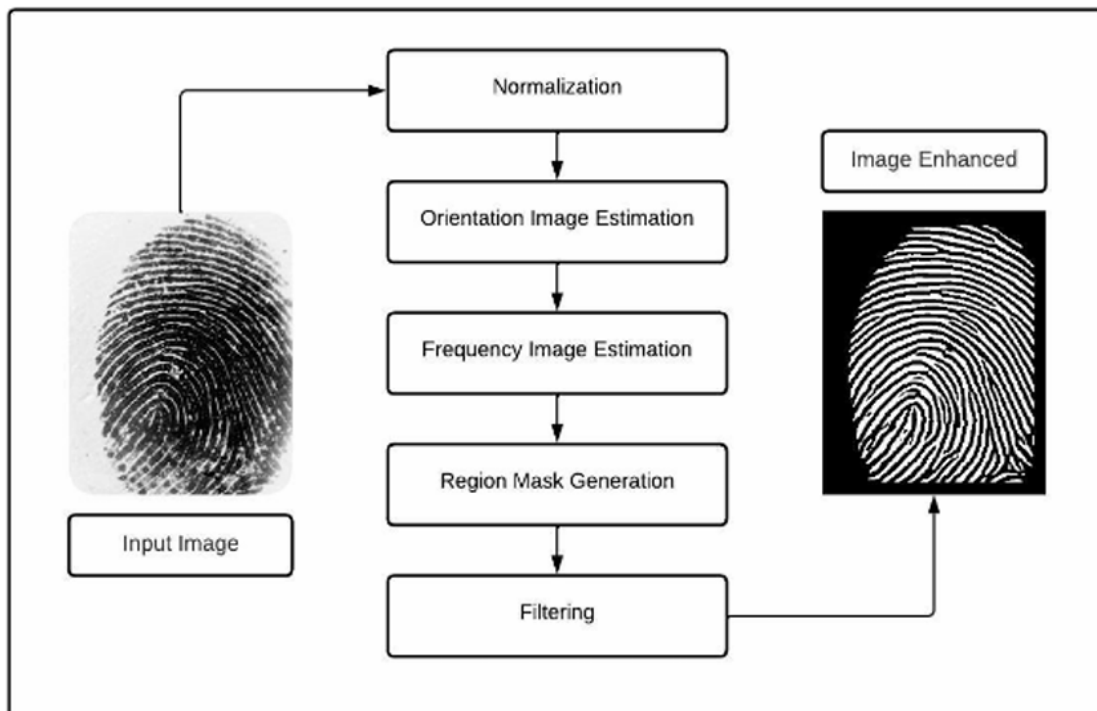 Normalization
Orientation Image Estimation
Frequency Image Estimation
Region Mask Generation
Filtering
Input Image
Image Enhanced